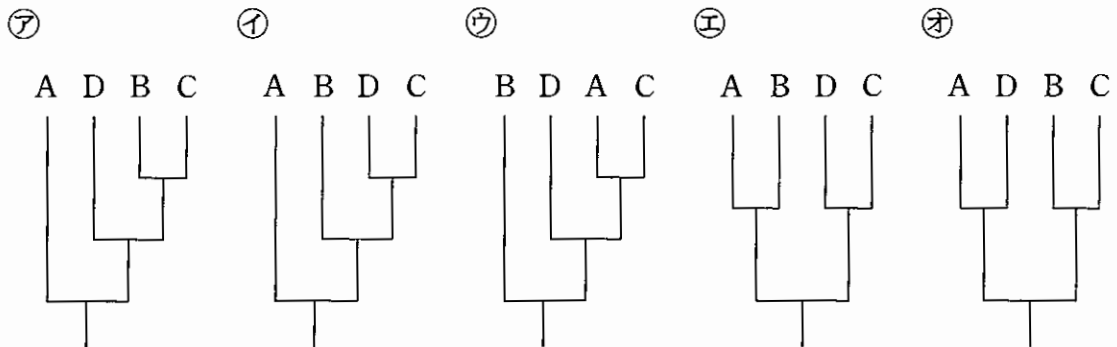 ㋐ ㋑ ㋒ ㋓ ㋔
A D B C A B D C B D A C A B D C A D B C